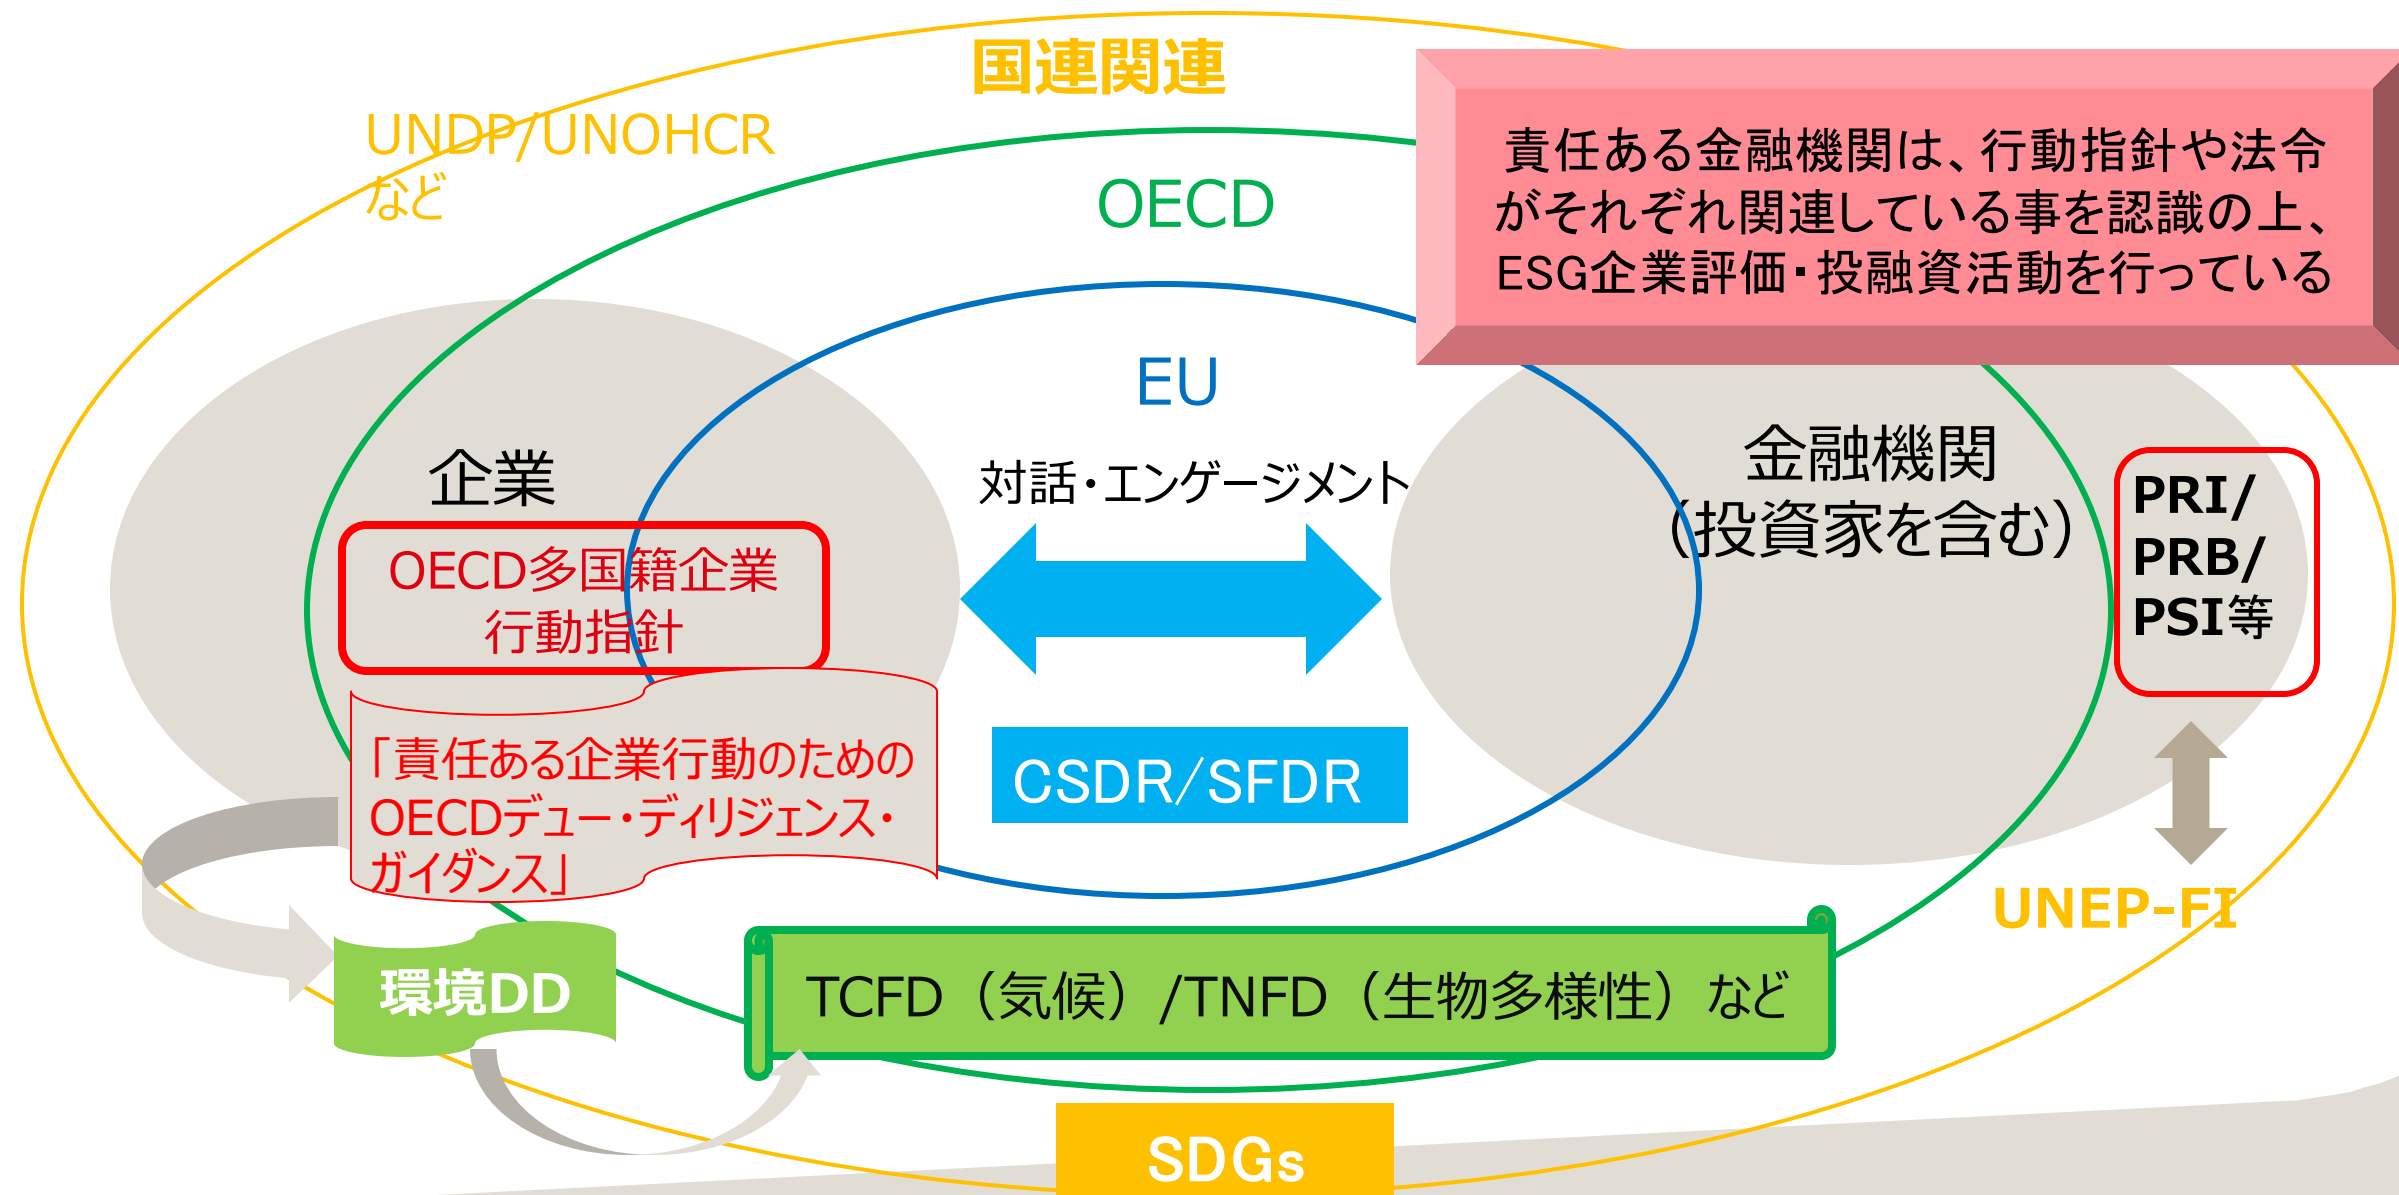 国連関連
UNDP/UNOHCR
など
OECD
責任ある金融機関は、行動指針や法令
がそれぞれ関連している事を認識の上、
ESG企業評価・投融資活動を行っている
EU
企業
対話・エンゲージメント
金融機関
（投資家を含む）
PRI/
PRB/
PSI等
OECD多国籍企業
行動指針
「責任ある企業行動のための
OECDデュー・ディリジェンス・
ガイダンス」
CSDR/SFDR
UNEP-FI
環境DD
TCFD（気候）/TNFD（生物多様性）など
SDGs